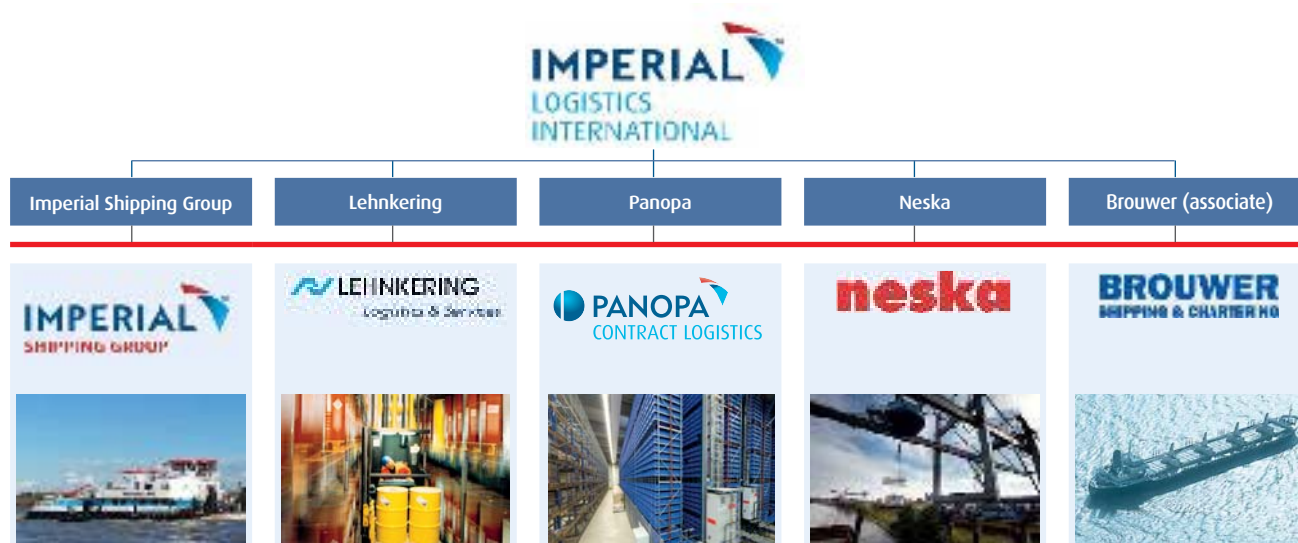 IMPERIAL
LOGISTICS
INTERNATIONAL
Imperial Shipping Group
Lehnkering
Panopa
Neska
Brouwer (associate)
IMPERIAL
SHIPPING GROUP
LEHNKERING
Logistics & Services
PANOPA
CONTRACT LOGISTICS
neska
BROUWER
SHIPPING & CHARTERING